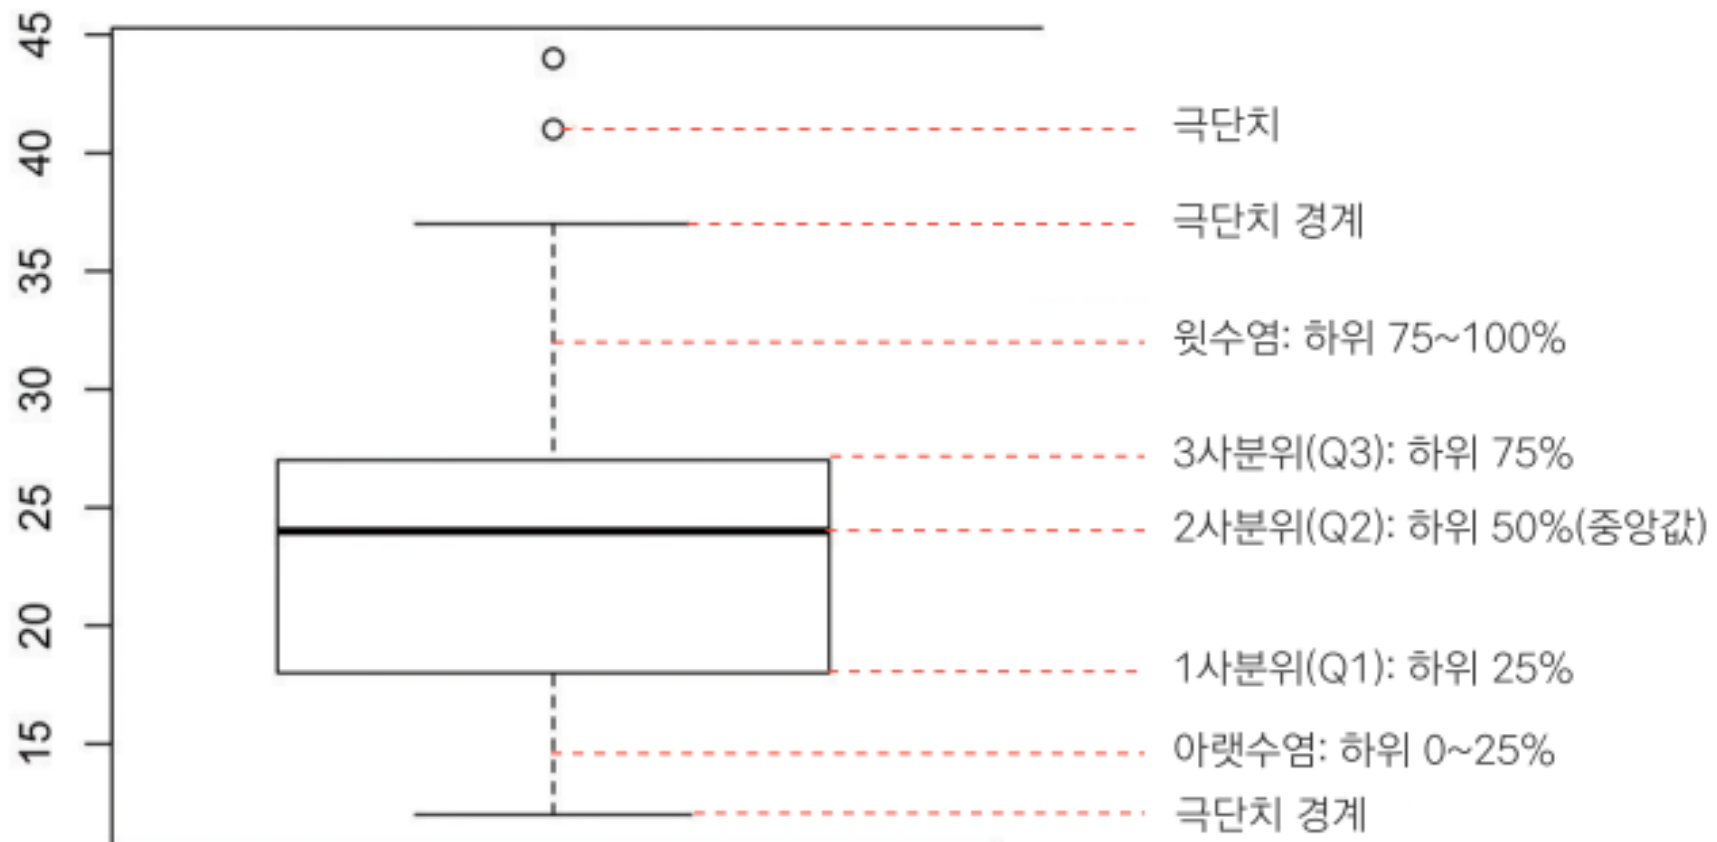 45
40
35
30
25
20
15
극단치
극단치 경계
윗수염: 하위 75~100%
3사분위(Q3): 하위 75%
2사분위(Q2): 하위 50%(중앙값)
1사분위(Q1): 하위 25%
아랫수염: 하위 0~25%
극단치 경계